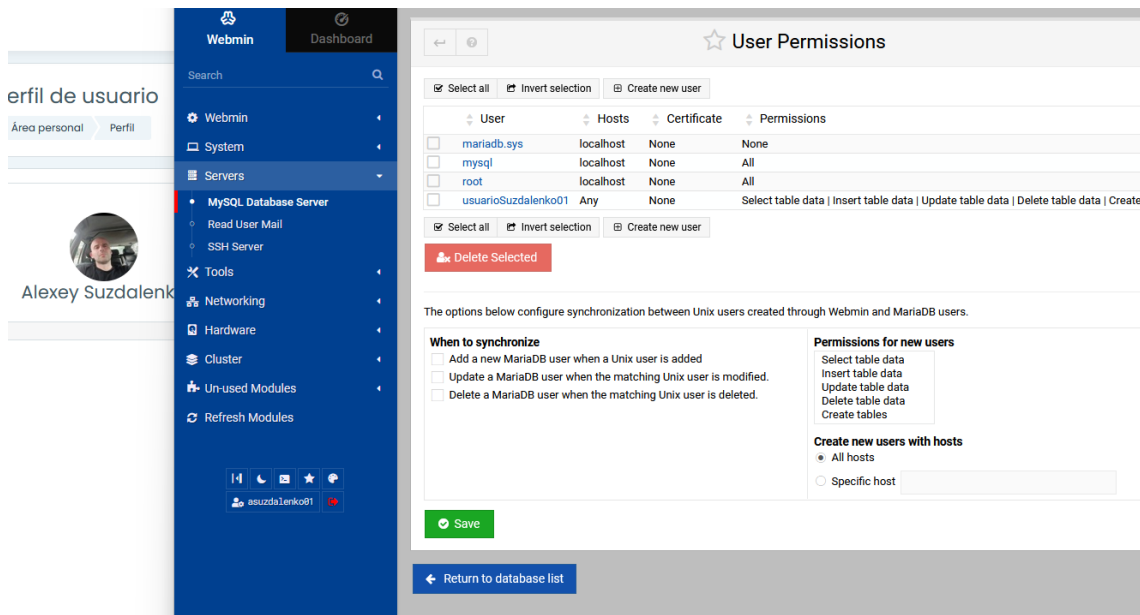 erfil de usuario
Área personal
Perfil
Alexey Suzdalenk
Webmin
Dashboard
Search
Webmin
System
Servers
MySQL Database Server
Read User Mail
SSH Server
Tools
Networking
Hardware
Cluster
Un-used Modules
Refresh Modules
asuzdalenko01
User Permissions
Select all Invert selection Create new user
User Hosts Certificate Permissions
mariadb.sys localhost None None
mysql localhost None All
root localhost None All
usuarioSuzdalenko01 Any None Select table data | Insert table data | Update table data | Delete table data | Create
Select all Invert selection Create new user
Delete Selected
The options below configure synchronization between Unix users created through Webmin and MariaDB users.
When to synchronize
Add a new MariaDB user when a Unix user is added
Update a MariaDB user when the matching Unix user is modified.
Delete a MariaDB user when the matching Unix user is deleted.
Permissions for new users
Select table data
Insert table data
Update table data
Delete table data
Create tables
Create new users with hosts
All hosts
Specific host
Save
Return to database list